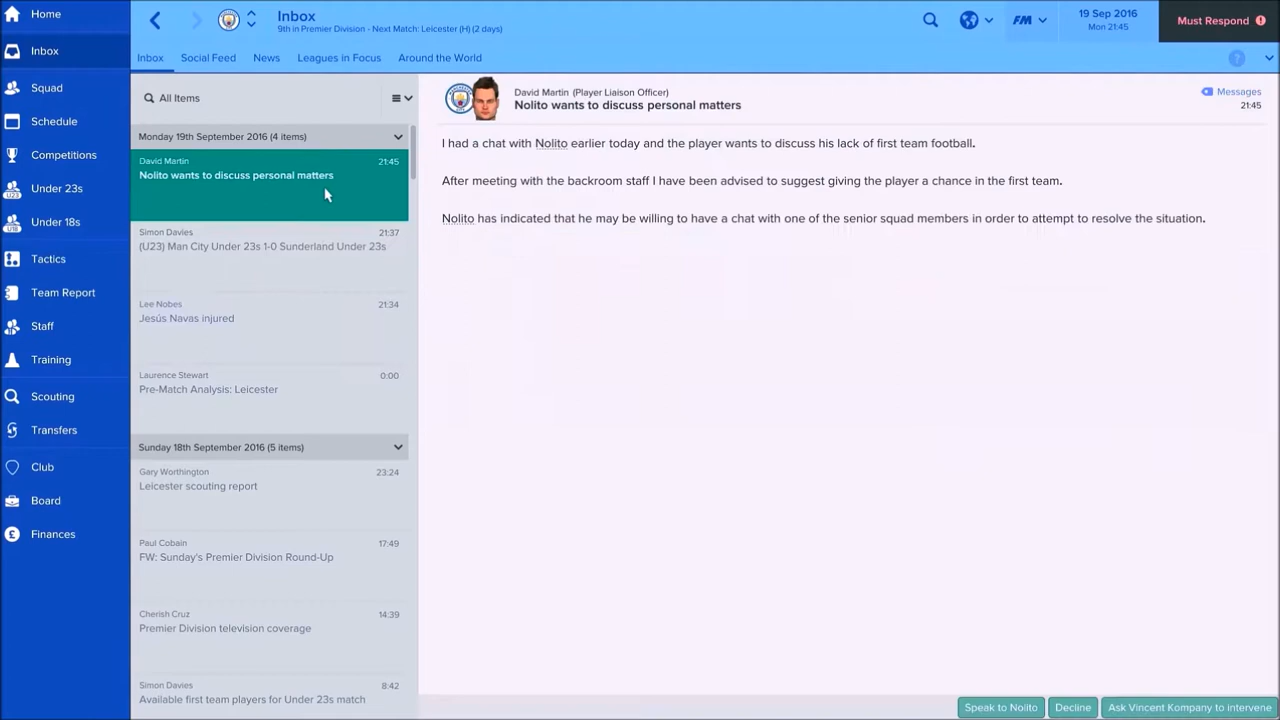 Home
Inbox
Squad
Schedule
Competitions
Under 23s
U23
Under 18s
U18
Tactics
Team Report
Staff
Training
Scouting
Transfers
Club
Board
Finances
Inbox
9th in Premier Division - Next Match: Leicester (H) (2 days)
FM
19 Sep 2016
Mon 21:45
Must Respond
Inbox
Social Feed
News
Leagues in Focus
Around the World
?
All Items
Monday 19th September 2016 (4 items)
David Martin 21:45
Nolito wants to discuss personal matters
Simon Davies 21:37
(U23) Man City Under 23s 1-0 Sunderland Under 23s
Lee Nobes 21:34
Jesús Navas injured
Laurence Stewart 0:00
Pre-Match Analysis: Leicester
Sunday 18th September 2016 (5 items)
Gary Worthington 23:24
Leicester scouting report
Paul Cobain 17:49
FW: Sunday's Premier Division Round-Up
Cherish Cruz 14:39
Premier Division television coverage
Simon Davies 8:42
Available first team players for Under 23s match
David Martin (Player Liaison Officer)
Nolito wants to discuss personal matters
Messages
21:45
I had a chat with Nolito earlier today and the player wants to discuss his lack of first team football.
After meeting with the backroom staff I have been advised to suggest giving the player a chance in the first team.
Nolito has indicated that he may be willing to have a chat with one of the senior squad members in order to attempt to resolve the situation.
Speak to Nolito
Decline
Ask Vincent Kompany to intervene